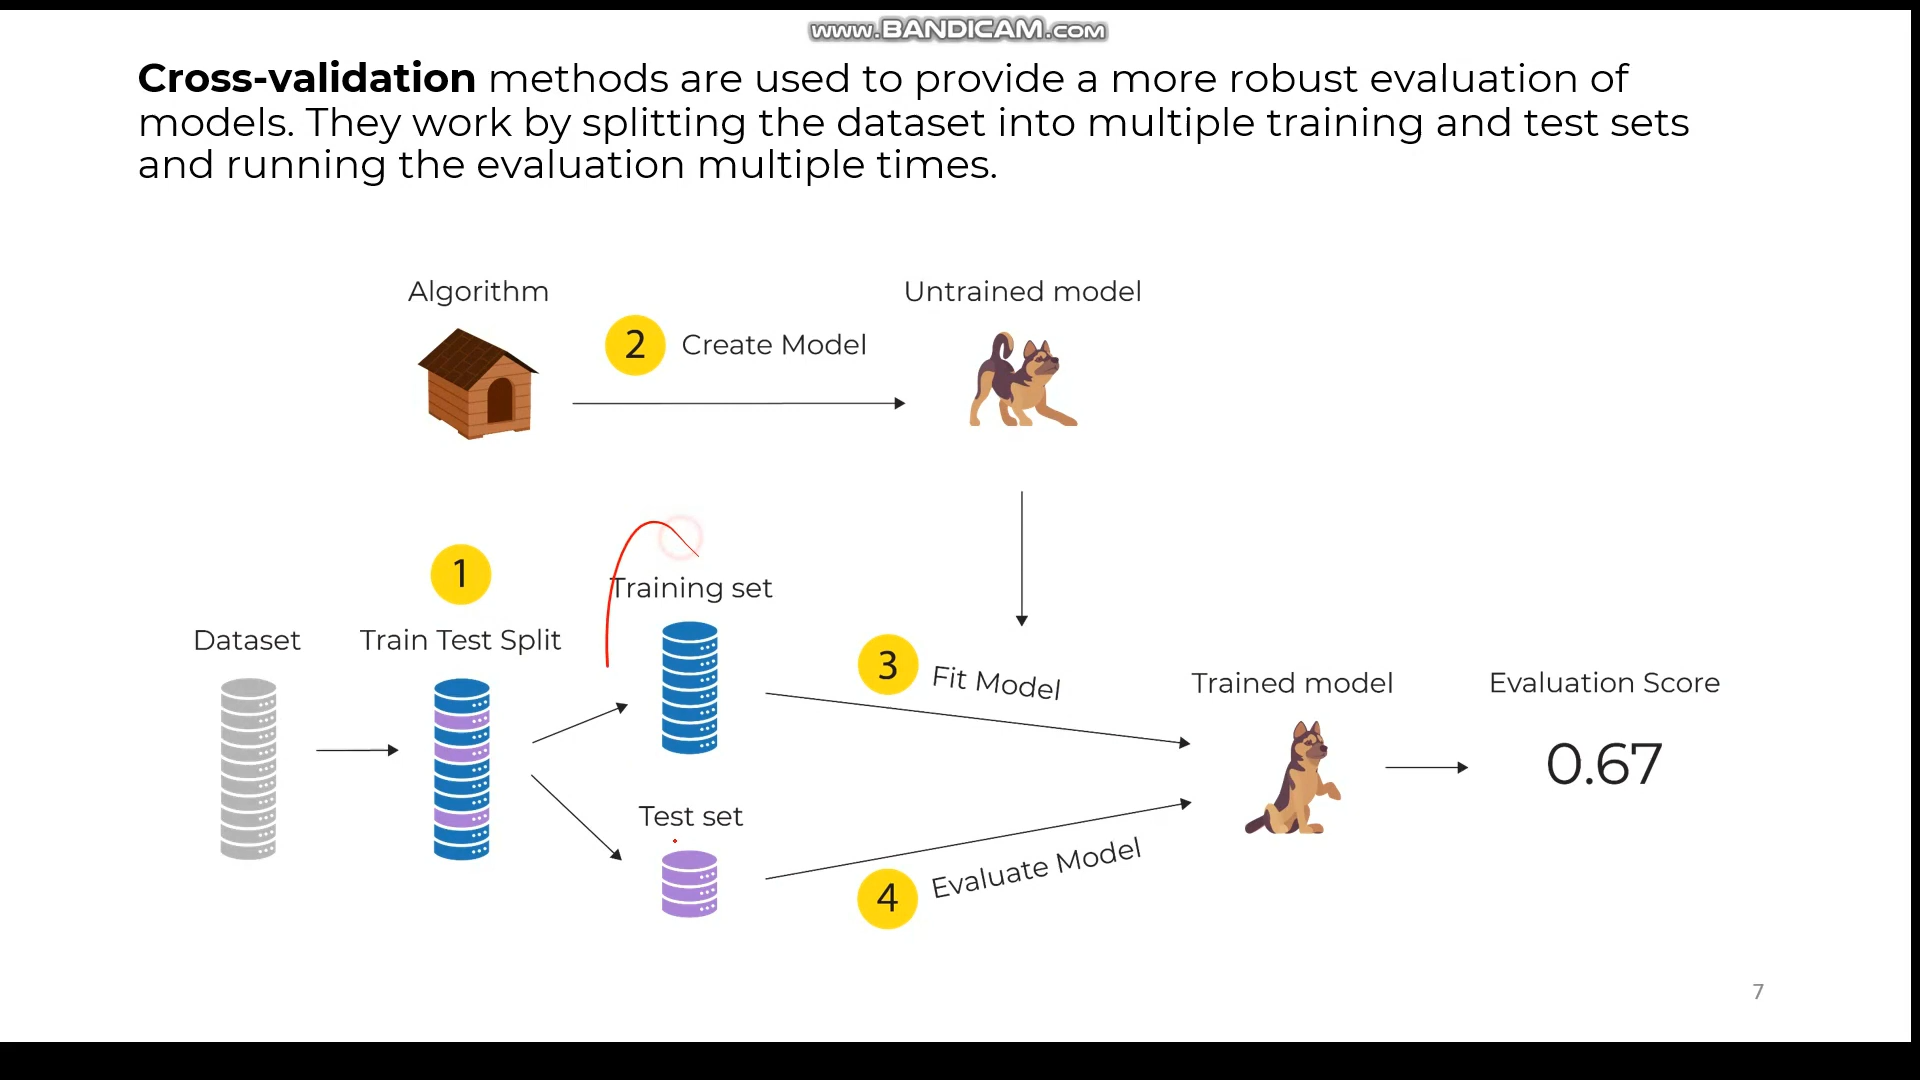 www.BANDICAM.com
Cross-validation methods are used to provide a more robust evaluation of
models. They work by splitting the dataset into multiple training and test sets
and running the evaluation multiple times.
Algorithm
Untrained model
2 Create Model
1
Training set
Dataset
Train Test Split
3 Fit Model
Trained model
Evaluation Score
0.67
Test set
4 Evaluate Model
7